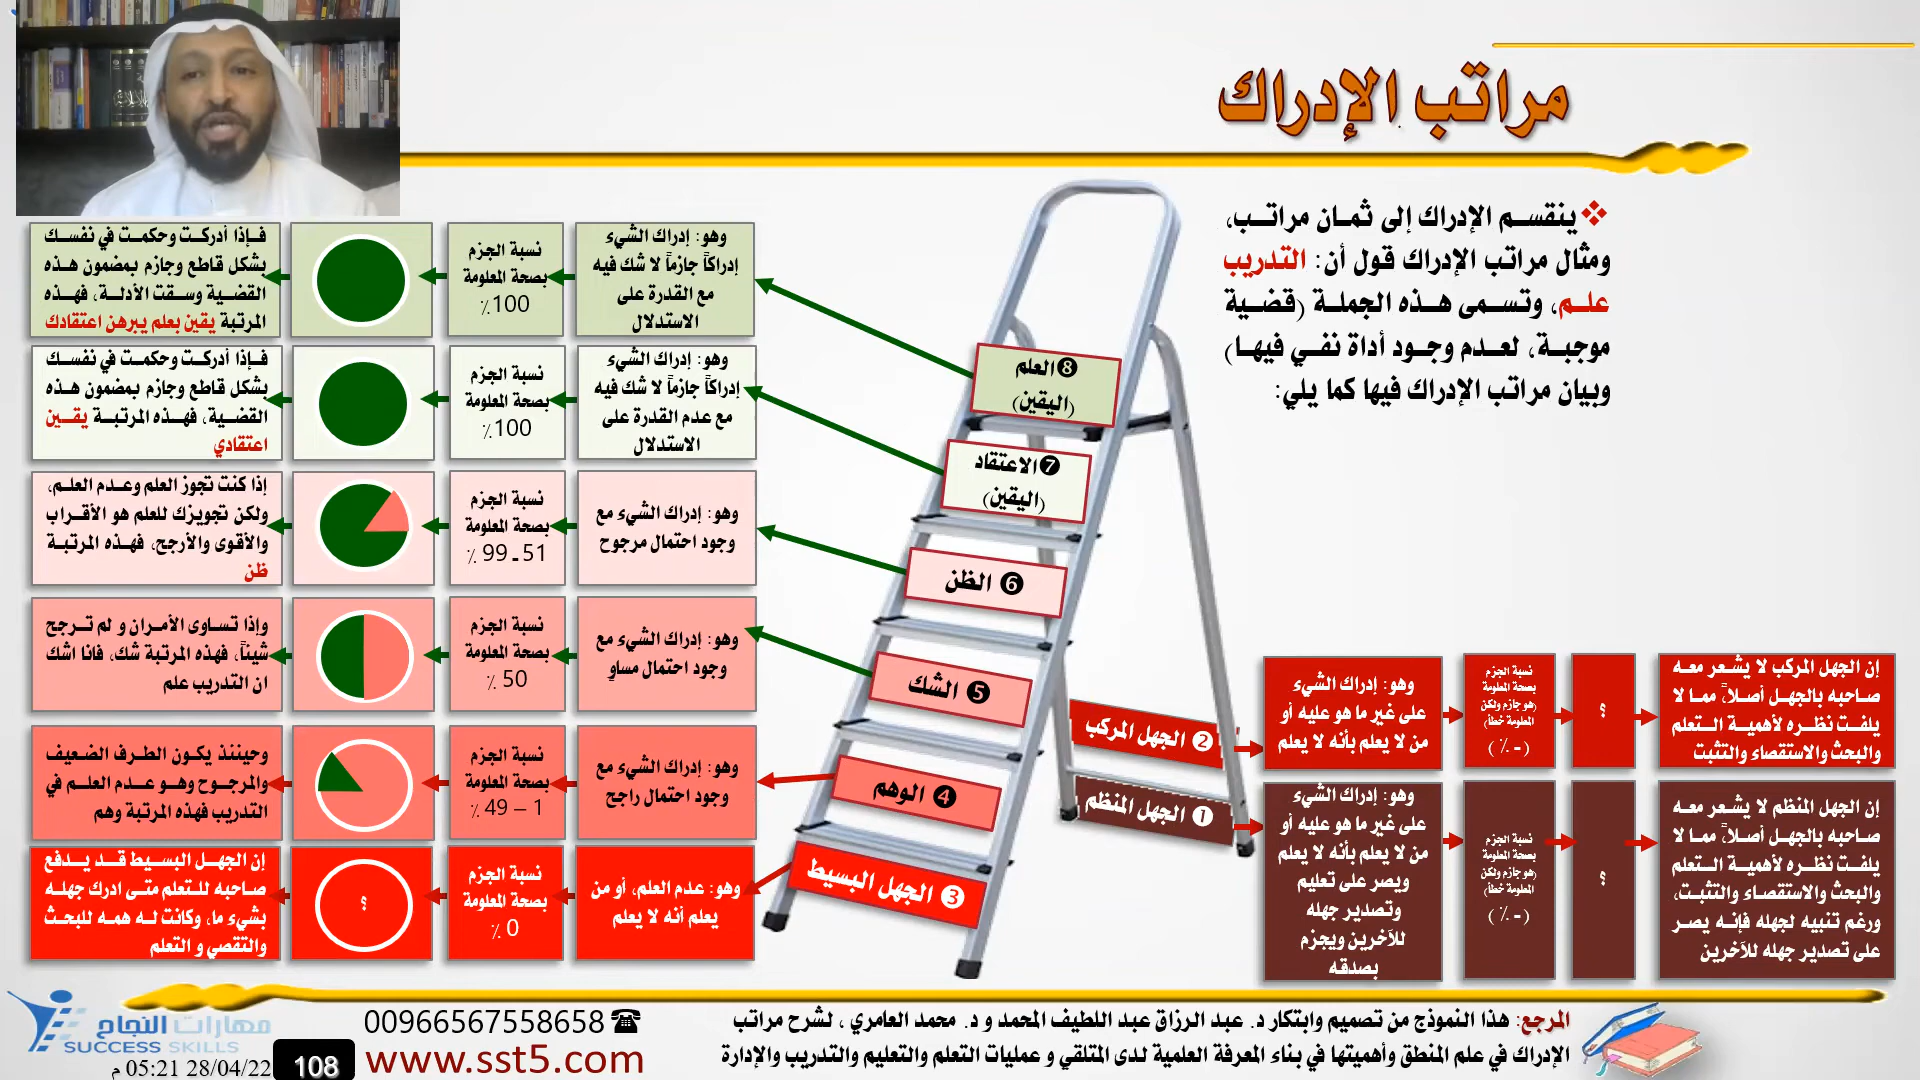 مراتب الإدراك
❖ ينقسم الإدراك إلى ثمان مراتب،
ومثال مراتب الإدراك قول أن: التدريب
علم، وتسمى هذه الجملة (قضية
موجبة، لعدم وجود أداة نفي فيها)
وبيان مراتب الإدراك فيها كما يلي:
❽ العلم
(اليقين)
وهو: إدراك الشيء
إدراكاً جازماً لا شك فيه
مع القدرة على
الاستدلال
نسبة الجزم
بصحة المعلومة
100٪
فإذا أدركت وحكمت في نفسك
بشكل قاطع وجازم بمضمون هذه
القضية وسقت الأدلة، فهذه
المرتبة يقين بعلم يبرهن اعتقادك
❼ الاعتقاد
(اليقين)
وهو: إدراك الشيء
إدراكاً جازماً لا شك فيه
مع عدم القدرة على
الاستدلال
نسبة الجزم
بصحة المعلومة
100٪
فإذا أدركت وحكمت في نفسك
بشكل قاطع وجازم بمضمون هذه
القضية، فهذه المرتبة يقين
اعتقادي
❻ الظن
وهو: إدراك الشيء مع
وجود احتمال مرجوح
نسبة الجزم
بصحة المعلومة
51 ـ 99 ٪
إذا كنت تجوز العلم وعدم العلم،
ولكن تجويزك للعلم هو الأقراب
والأقوى والأرجح، فهذه المرتبة
ظن
❺ الشك
وهو: إدراك الشيء مع
وجود احتمال مساوٍ
نسبة الجزم
بصحة المعلومة
50 ٪
وإذا تساوى الأمران و لم ترجح
شيئاً، فهذه المرتبة شك، فانا اشك
ان التدريب علم
❹ الوهم
وهو: إدراك الشيء مع
وجود احتمال راجح
نسبة الجزم
بصحة المعلومة
1 – 49 ٪
وحينئذ يكون الطرف الضعيف
والمرجوح وهو عدم العلم في
التدريب فهذه المرتبة وهم
❸ الجهل البسيط
وهو: عدم العلم، أو من
يعلم أنه لا يعلم
نسبة الجزم
بصحة المعلومة
0 ٪
؟
إن الجهل البسيط قد يدفع
صاحبه للتعلم متى ادرك جهله
بشيء ما، وكانت له همه للبحث
والتقصي و التعلم
❷ الجهل المركب
وهو: إدراك الشيء
على غير ما هو عليه أو
من لا يعلم بأنه لا يعلم
نسبة الجزم
بصحة المعلومة
(هو جازم ولكن
المعلومة خطأ)
(- ٪)
؟
إن الجهل المركب لا يشعر معه
صاحبه بالجهل أصلاً، مما لا
يلفت نظره لأهمية التعلم
والبحث والاستقصاء والتثبت
❶ الجهل المنظم
وهو: إدراك الشيء
على غير ما هو عليه أو
من لا يعلم بأنه لا يعلم
ويصر على تعليم
وتصدير جهله
للآخرين ويجزم
بصدقه
نسبة الجزم
بصحة المعلومة
(هو جازم ولكن
المعلومة خطأ)
(- ٪)
؟
إن الجهل المنظم لا يشعر معه
صاحبه بالجهل أصلاً، مما لا
يلفت نظره لأهمية التعلم
والبحث والاستقصاء والتثبت،
ورغم تنبيه لجهله فإنه يصر
على تصدير جهله للآخرين
المرجع: هذا النموذج من تصميم وابتكار د. عبد الرزاق عبد اللطيف المحمد و د. محمد العامري ، لشرح مراتب
الإدراك في علم المنطق وأهميتها في بناء المعرفة العلمية لدى المتلقي و عمليات التعلم والتعليم والتدريب والإدارة
00966567558658 ☎
www.sst5.com
مهارات النجاح
SUCCESS SKILLS
28/04/22 05:21 م
108